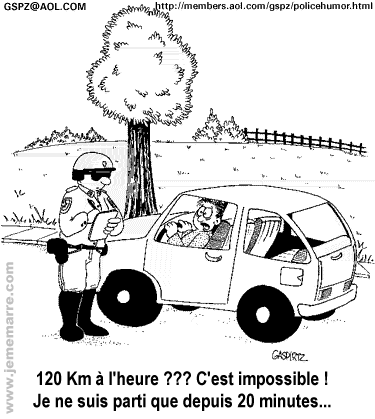 GSPZ@AOL.COM
http://members.aol.com/gspz/policehumor.html
www.jememarre.com
GASPIRTZ
120 Km à l'heure ??? C'est impossible !
Je ne suis parti que depuis 20 minutes...